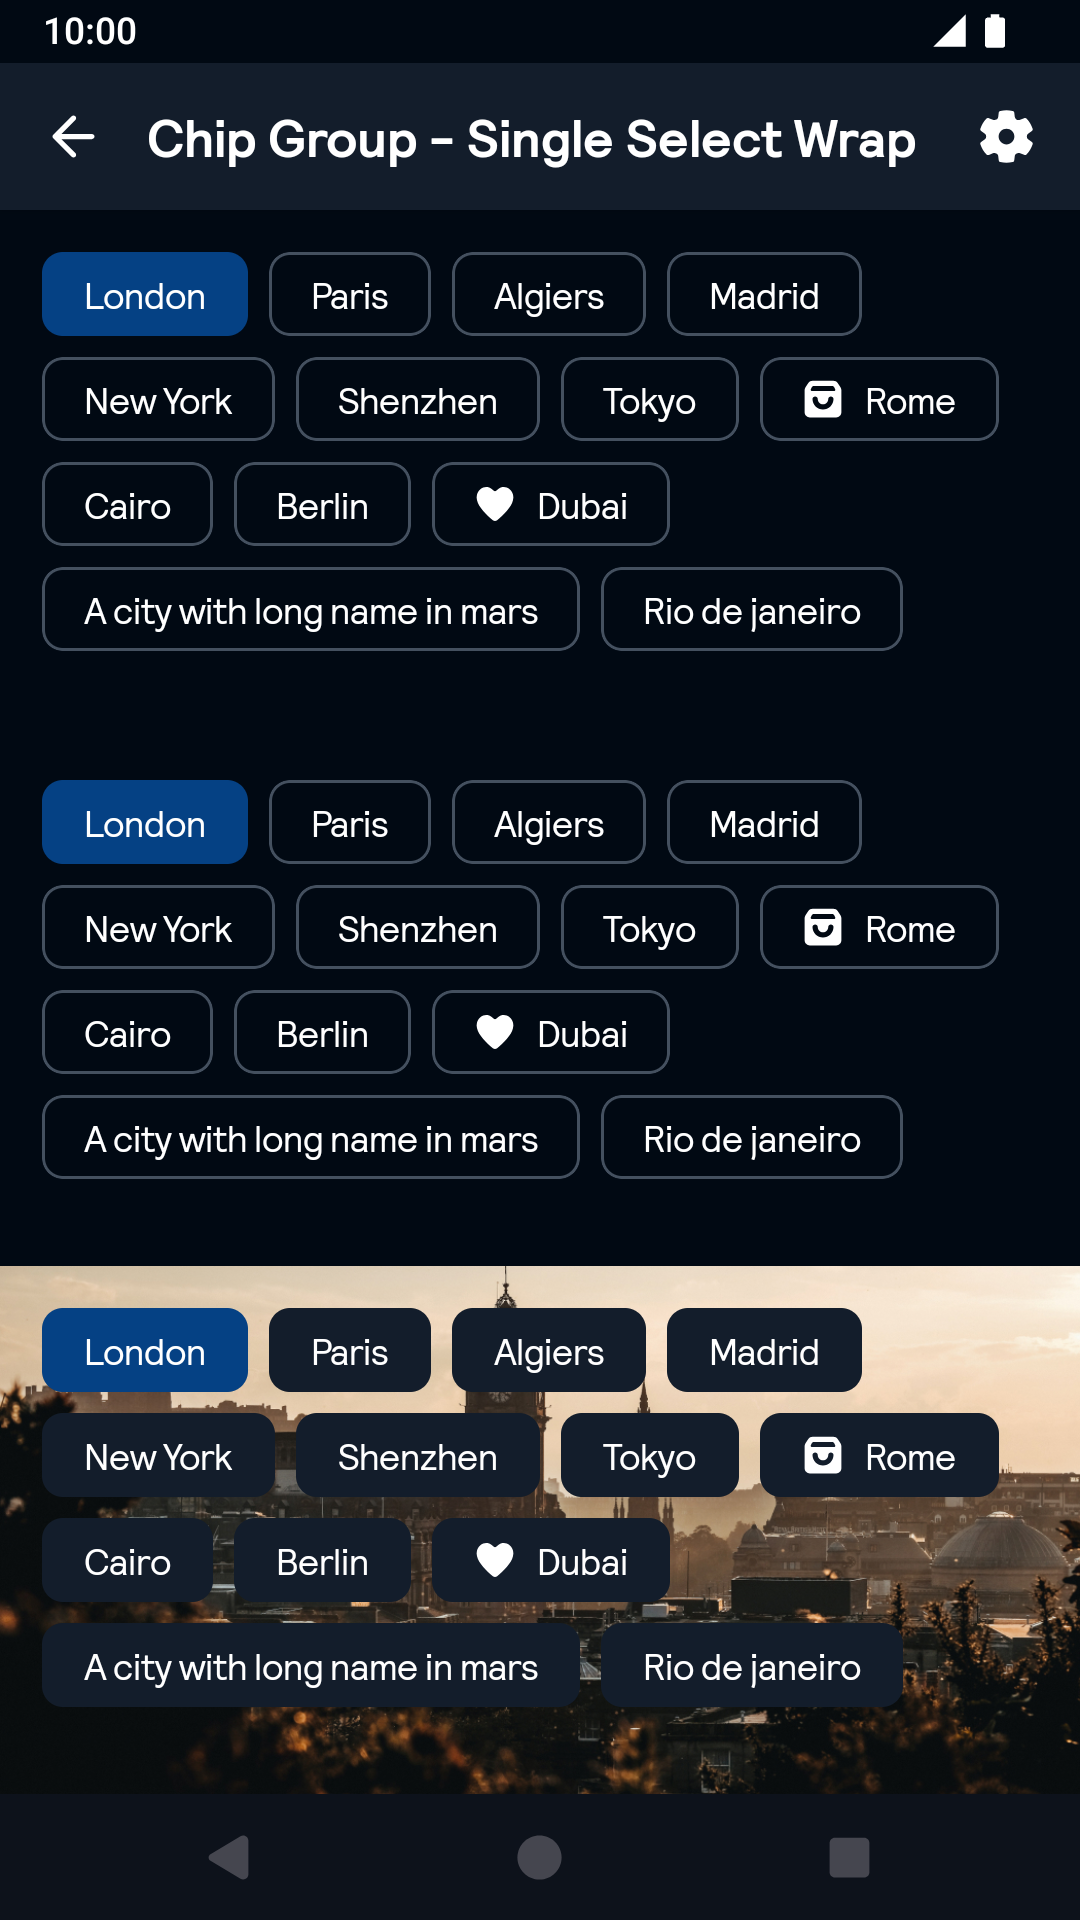 10:00
Chip Group - Single Select Wrap
London Paris Algiers Madrid
New York Shenzhen Tokyo Rome
Cairo Berlin Dubai
A city with long name in mars Rio de janeiro
London Paris Algiers Madrid
New York Shenzhen Tokyo Rome
Cairo Berlin Dubai
A city with long name in mars Rio de janeiro
London Paris Algiers Madrid
New York Shenzhen Tokyo Rome
Cairo Berlin Dubai
A city with long name in mars Rio de janeiro